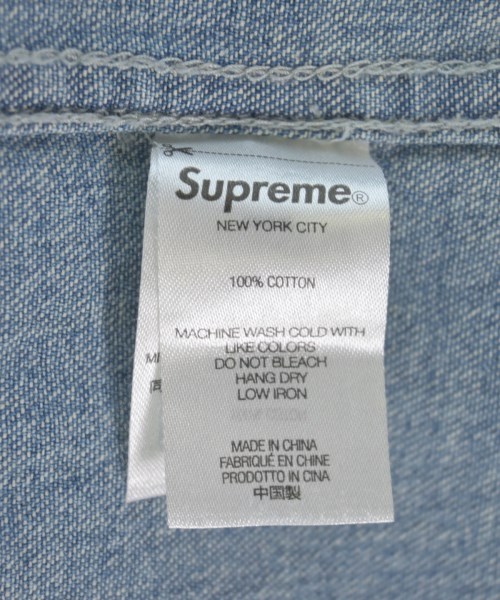 Supreme®
NEW YORK CITY
100% COTTON
MACHINE WASH COLD WITH
LIKE COLORS
DO NOT BLEACH
HANG DRY
LOW IRON
MADE IN CHINA
FABRIQUÉ EN CHINE
PRODOTTO IN CINA
中国製